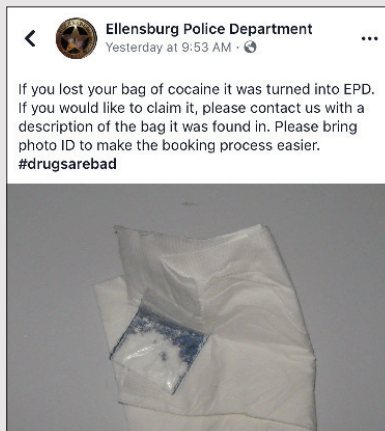 Ellensburg Police Department
Yesterday at 9:53 AM ·
If you lost your bag of cocaine it was turned into EPD.
If you would like to claim it, please contact us with a
description of the bag it was found in. Please bring
photo ID to make the booking process easier.
#drugsarebad